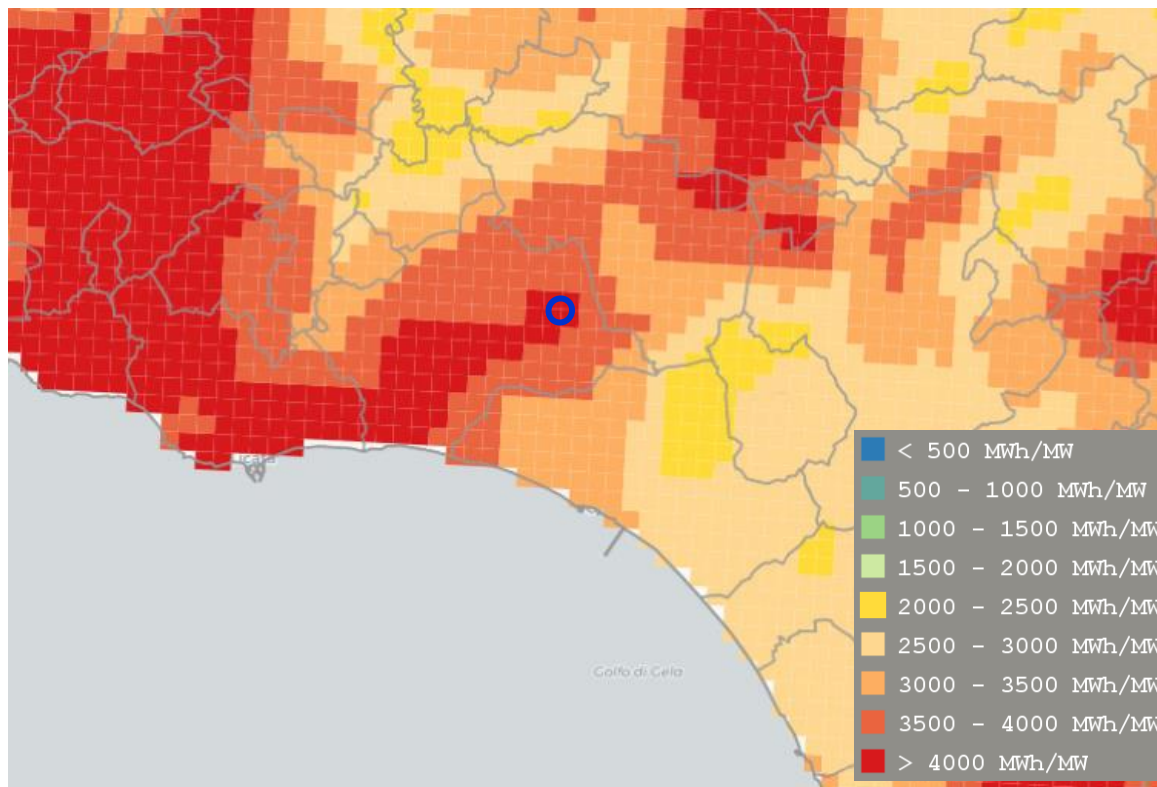 Golfo di Gela
< 500 MWh/MW
500 - 1000 MWh/MW
1000 - 1500 MWh/MW
1500 - 2000 MWh/MW
2000 - 2500 MWh/MW
2500 - 3000 MWh/MW
3000 - 3500 MWh/MW
3500 - 4000 MWh/MW
> 4000 MWh/MW